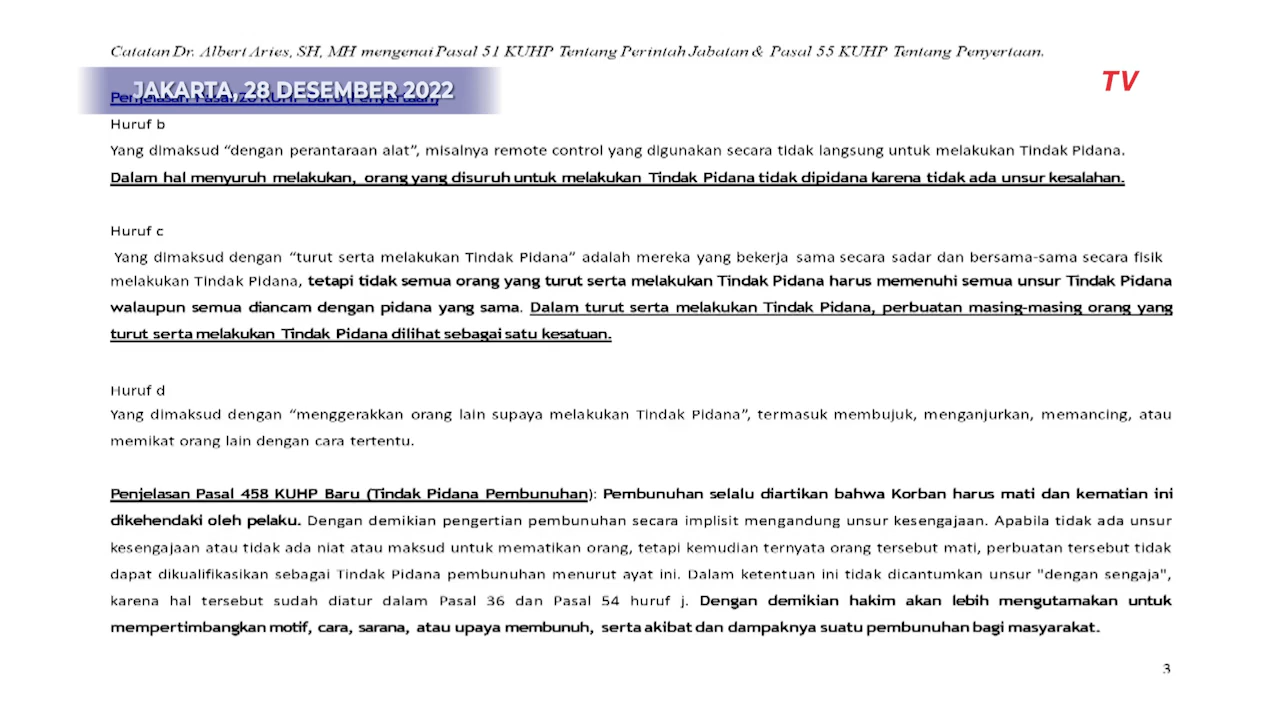 Catatan Dr. Albert Aries, SH, MH mengenai Pasal 51 KUHP Tentang Perintah Jabatan & Pasal 55 KUHP Tentang Penyertaan.
TV
JAKARTA, 28 DESEMBER 2022
Penjelasan Pasal 20 KUHP Baru (Penyertaan)
Huruf b
Yang dimaksud “dengan perantaraan alat”, misalnya remote control yang digunakan secara tidak langsung untuk melakukan Tindak Pidana.
Dalam hal menyuruh melakukan, orang yang disuruh untuk melakukan Tindak Pidana tidak dipidana karena tidak ada unsur kesalahan.
Huruf c
Yang dimaksud dengan “turut serta melakukan Tindak Pidana” adalah mereka yang bekerja sama secara sadar dan bersama-sama secara fisik
melakukan Tindak Pidana, tetapi tidak semua orang yang turut serta melakukan Tindak Pidana harus memenuhi semua unsur Tindak Pidana
walaupun semua diancam dengan pidana yang sama. Dalam turut serta melakukan Tindak Pidana, perbuatan masing-masing orang yang
turut serta melakukan Tindak Pidana dilihat sebagai satu kesatuan.
Huruf d
Yang dimaksud dengan “menggerakkan orang lain supaya melakukan Tindak Pidana”, termasuk membujuk, menganjurkan, memancing, atau
memikat orang lain dengan cara tertentu.
Penjelasan Pasal 458 KUHP Baru (Tindak Pidana Pembunuhan): Pembunuhan selalu diartikan bahwa Korban harus mati dan kematian ini
dikehendaki oleh pelaku. Dengan demikian pengertian pembunuhan secara implisit mengandung unsur kesengajaan. Apabila tidak ada unsur
kesengajaan atau tidak ada niat atau maksud untuk mematikan orang, tetapi kemudian ternyata orang tersebut mati, perbuatan tersebut tidak
dapat dikualifikasikan sebagai Tindak Pidana pembunuhan menurut ayat ini. Dalam ketentuan ini tidak dicantumkan unsur "dengan sengaja",
karena hal tersebut sudah diatur dalam Pasal 36 dan Pasal 54 huruf j. Dengan demikian hakim akan lebih mengutamakan untuk
mempertimbangkan motif, cara, sarana, atau upaya membunuh, serta akibat dan dampaknya suatu pembunuhan bagi masyarakat.
3